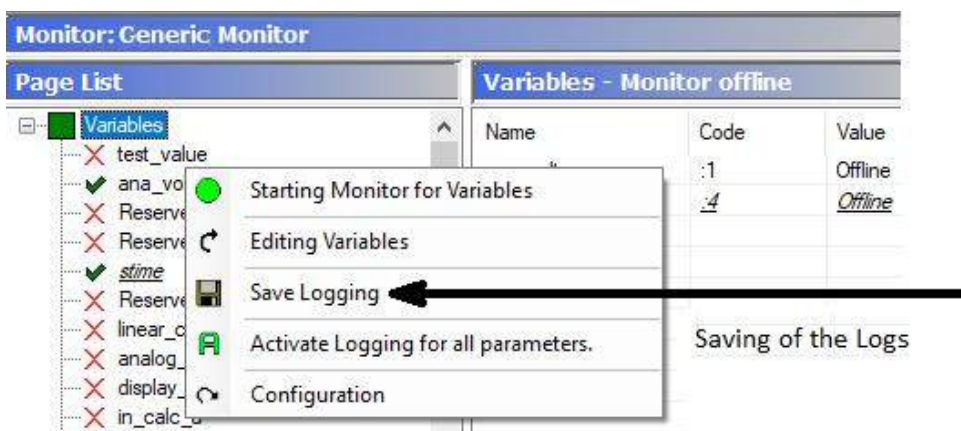 Monitor: Generic Monitor
Page List
Variables - Monitor offline
Variables
Name Code Value
test_value
ana_vo :1 Offline
Reserve :4 Offline
Reserve
stime
Reserve
linear_c
analog_
display_
in_calc_
Starting Monitor for Variables
Editing Variables
Save Logging
Activate Logging for all parameters.
Configuration
Saving of the Logs